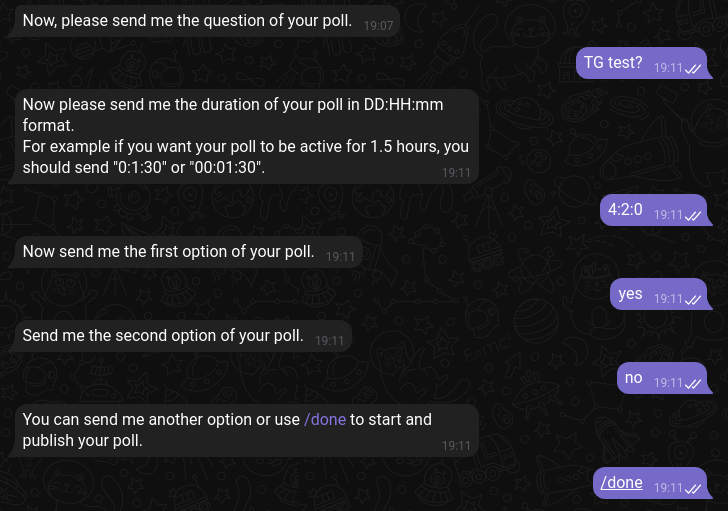 Now, please send me the question of your poll. 19:07
TG test? 19:11
Now please send me the duration of your poll in DD:HH:mm
format.
For example if you want your poll to be active for 1.5 hours, you
should send "0:1:30" or "00:01:30". 19:11
4:2:0 19:11
Now send me the first option of your poll. 19:11
yes 19:11
Send me the second option of your poll. 19:11
no 19:11
You can send me another option or use /done to start and
publish your poll. 19:11
/done 19:11